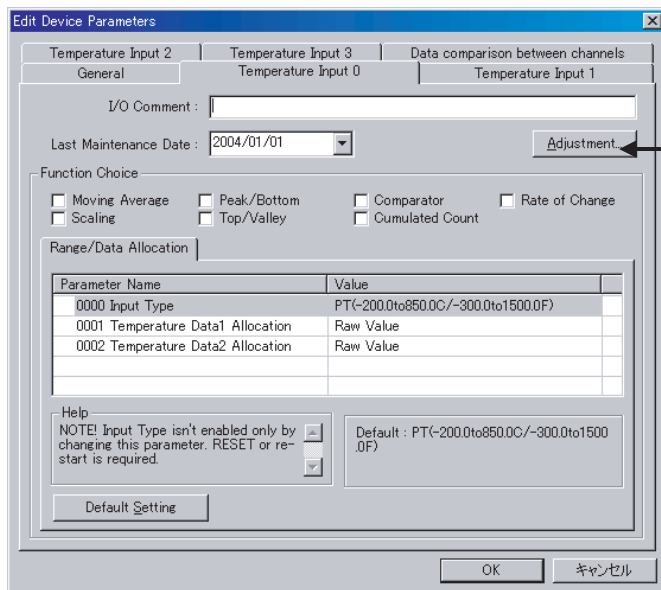 Edit Device Parameters
Temperature Input 2
Temperature Input 3
Data comparison between channels
General
Temperature Input 0
Temperature Input 1
I/O Comment :
Last Maintenance Date :
2004/01/01
Adjustment...
Function Choice
Moving Average
Peak/Bottom
Comparator
Rate of Change
Scaling
Top/Valley
Cumulated Count
Range/Data Allocation
Parameter Name
Value
0000 Input Type
PT(-200.0to850.0C/-300.0to1500.0F)
0001 Temperature Data1 Allocation
Raw Value
0002 Temperature Data2 Allocation
Raw Value
Help
NOTE! Input Type isn't enabled only by
changing this parameter. RESET or re-
start is required.
Default : PT(-200.0to850.0C/-300.0to1500
.0F)
Default Setting
OK
キャンセル